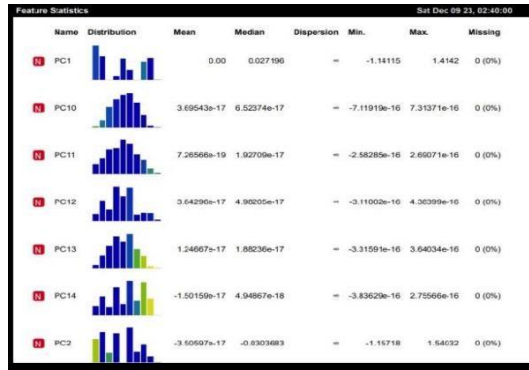 Feature Statistics Sat Dec 09 23, 02:40:00
Name Distribution Mean Median Dispersion Min. Max. Missing
N PC1 0.00 0.027196 ∞ -1.14115 1.4142 0 (0%)
N PC10 3.69543e-17 6.52374e-17 ∞ -7.11919e-16 7.31371e-16 0 (0%)
N PC11 7.26566e-19 1.92709e-17 ∞ -2.58285e-16 2.69071e-16 0 (0%)
N PC12 3.64296e-17 4.98205e-17 ∞ -3.11002e-16 4.38399e-16 0 (0%)
N PC13 1.24667e-17 1.88236e-17 ∞ -3.31591e-16 3.64034e-16 0 (0%)
N PC14 -1.50159e-17 4.94867e-18 ∞ -3.83629e-16 2.75566e-16 0 (0%)
N PC2 -3.50597e-17 -0.0303683 ∞ -1.15718 1.54032 0 (0%)